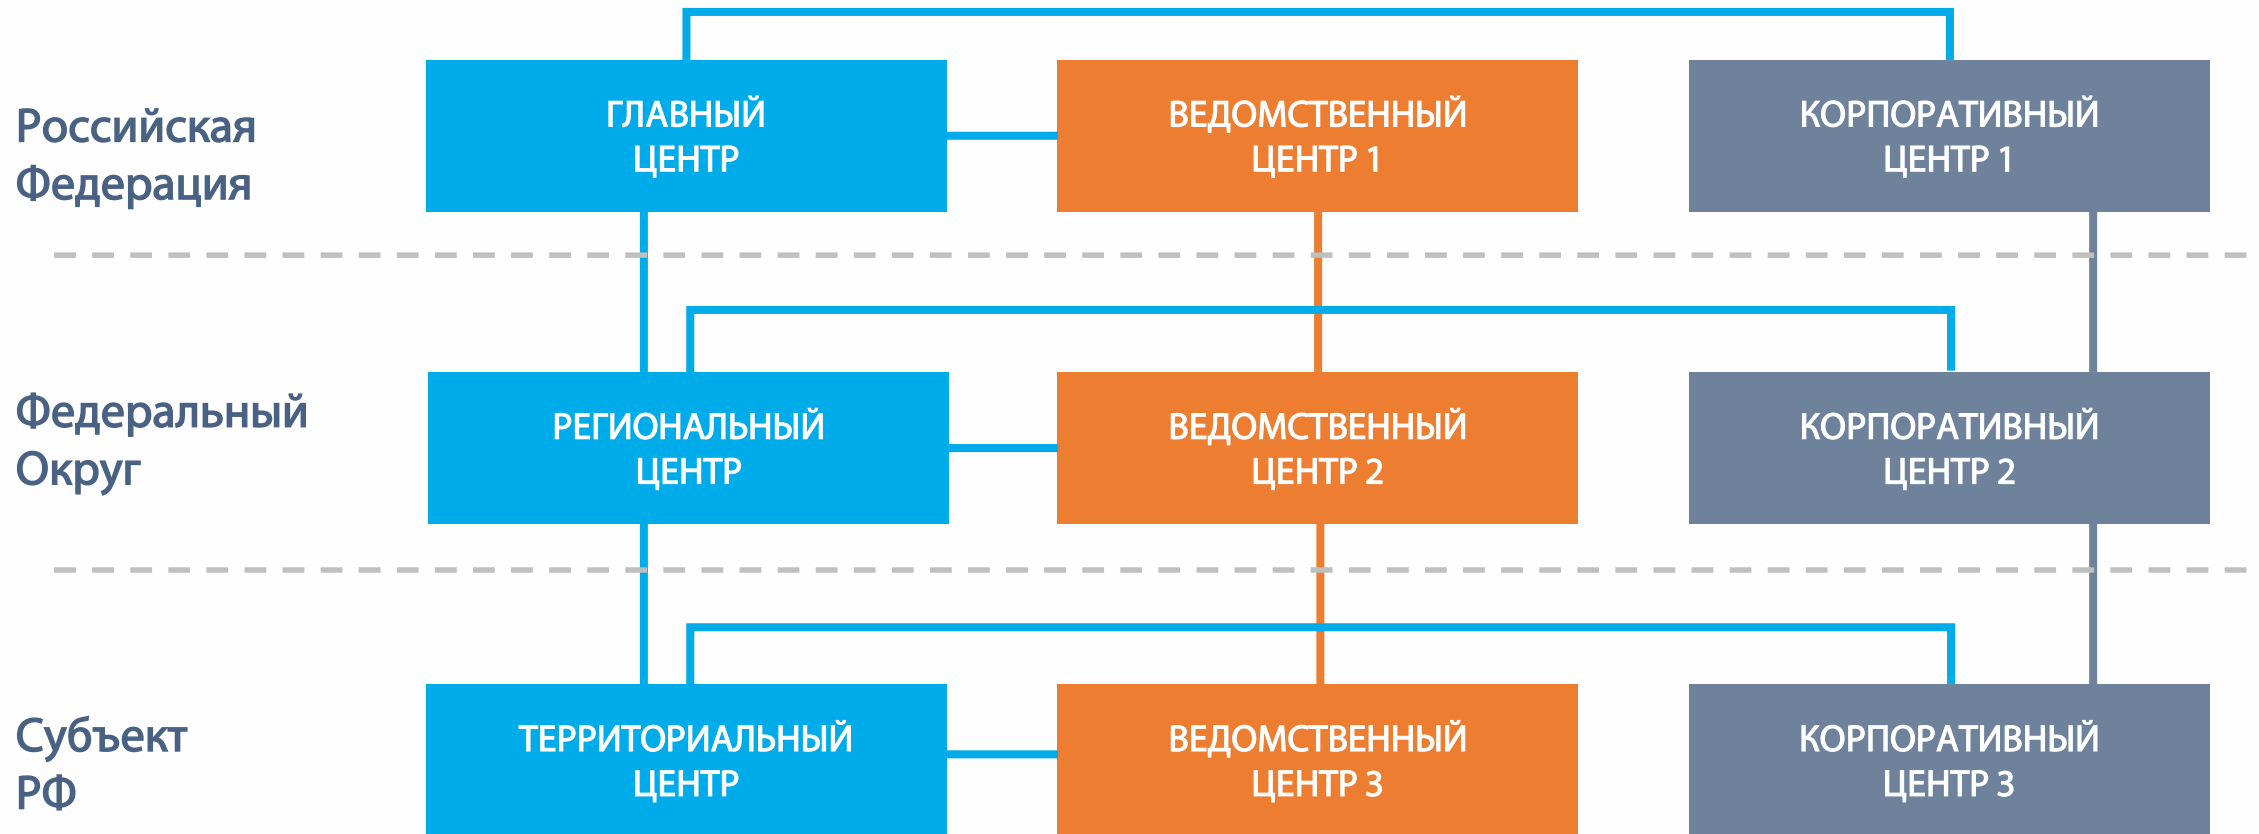 Российская
Федерация
ГЛАВНЫЙ
ЦЕНТР
ВЕДОМСТВЕННЫЙ
ЦЕНТР 1
КОРПОРАТИВНЫЙ
ЦЕНТР 1
Федеральный
Округ
РЕГИОНАЛЬНЫЙ
ЦЕНТР
ВЕДОМСТВЕННЫЙ
ЦЕНТР 2
КОРПОРАТИВНЫЙ
ЦЕНТР 2
Субъект
РФ
ТЕРРИТОРИАЛЬНЫЙ
ЦЕНТР
ВЕДОМСТВЕННЫЙ
ЦЕНТР 3
КОРПОРАТИВНЫЙ
ЦЕНТР 3